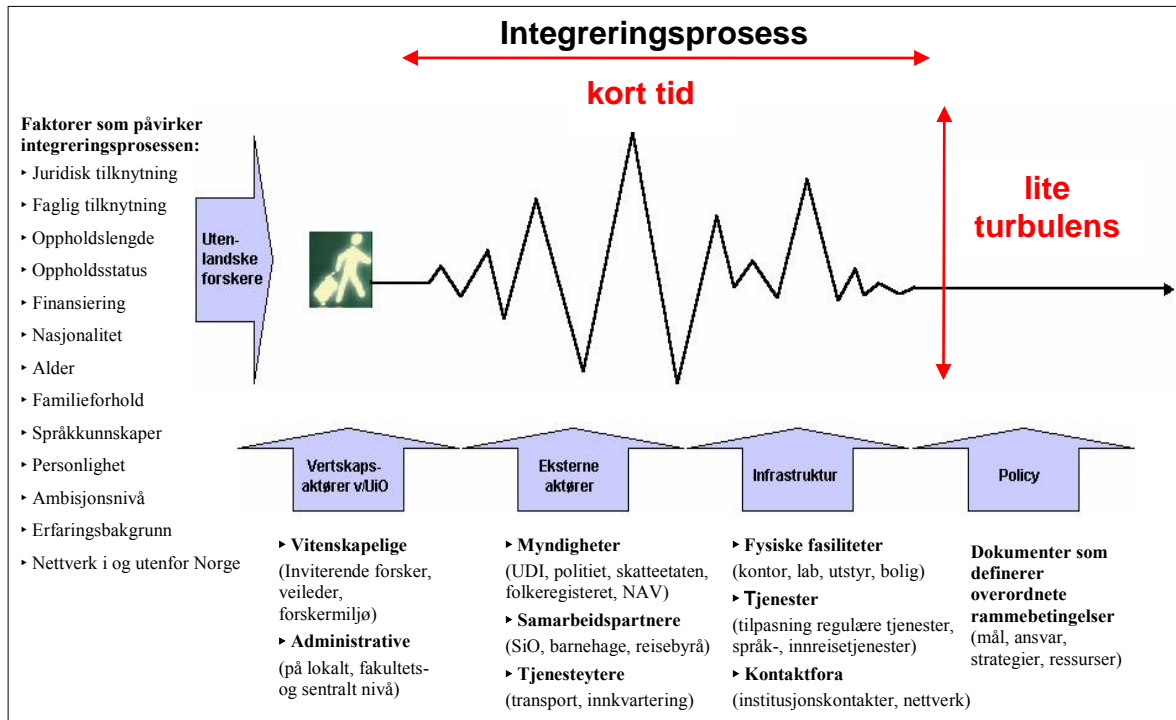 Integreringsprosess
kort tid
lite
turbulens
Faktorer som påvirker
integreringsprosessen:
‣ Juridisk tilknytning
‣ Faglig tilknytning
‣ Oppholdslengde
‣ Oppholdsstatus
‣ Finansiering
‣ Nasjonalitet
‣ Alder
‣ Familieforhold
‣ Språkkunnskaper
‣ Personlighet
‣ Ambisjonsnivå
‣ Erfaringsbakgrunn
‣ Nettverk i og utenfor Norge
Uten-
landske
forskere
Vertskaps-
aktører v/UiO
‣ Vitenskapelige
(Inviterende forsker,
veileder,
forskermiljø)
‣ Administrative
(på lokalt, fakultets-
og sentralt nivå)
Eksterne
aktører
‣ Myndigheter
(UDI, politiet, skatteetaten,
folkeregisteret, NAV)
‣ Samarbeidspartnere
(SiO, barnehage, reisebyrå)
‣ Tjenesteytere
(transport, innkvartering)
Infrastruktur
‣ Fysiske fasiliteter
(kontor, lab, utstyr, bolig)
‣ Tjenester
(tilpasning regulære tjenester,
språk-, innreisetjenester)
‣ Kontaktfora
(institusjonskontakter, nettverk)
Policy
Dokumenter som
definerer
overordnete
rammebetingelser
(mål, ansvar,
strategier, ressurser)